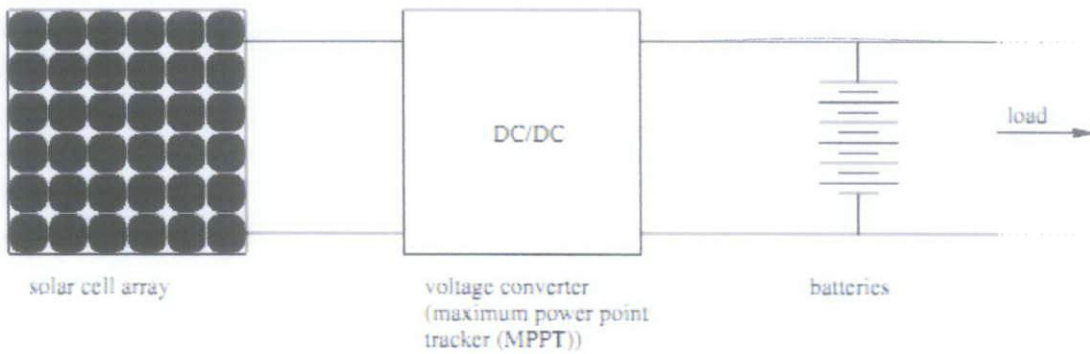 DC/DC
load
solar cell array
voltage converter
(maximum power point
tracker (MPPT))
batteries